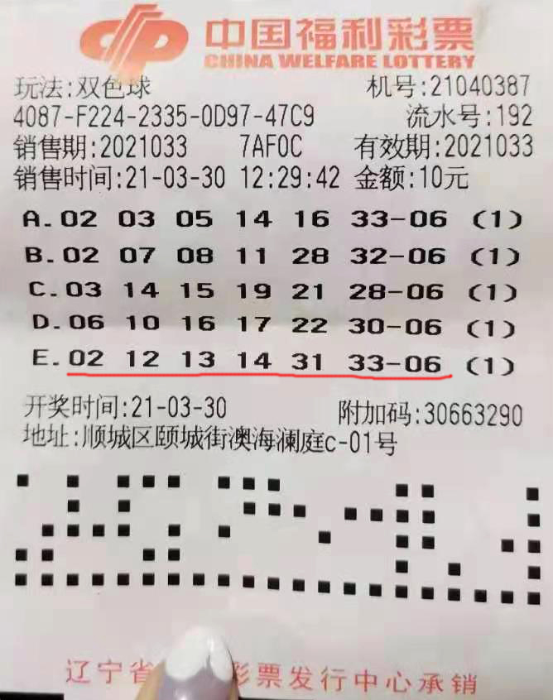 中国福利彩票
CHINA WELFARE LOTTERY
玩法:双色球 机号:21040387
4087-F224-2335-0D97-47C9 流水号:192
销售期:2021033 7AF0C 有效期:2021033
销售时间:21-03-30 12:29:42 金额:10元
A.02 03 05 14 16 33-06 (1)
B.02 07 08 11 28 32-06 (1)
C.03 14 15 19 21 28-06 (1)
D.06 10 16 17 22 30-06 (1)
E.02 12 13 14 31 33-06 (1)
开奖时间:21-03-30 附加码:30663290
地址:顺城区颐城街澳海澜庭c-01号
辽宁省 彩票发行中心承销